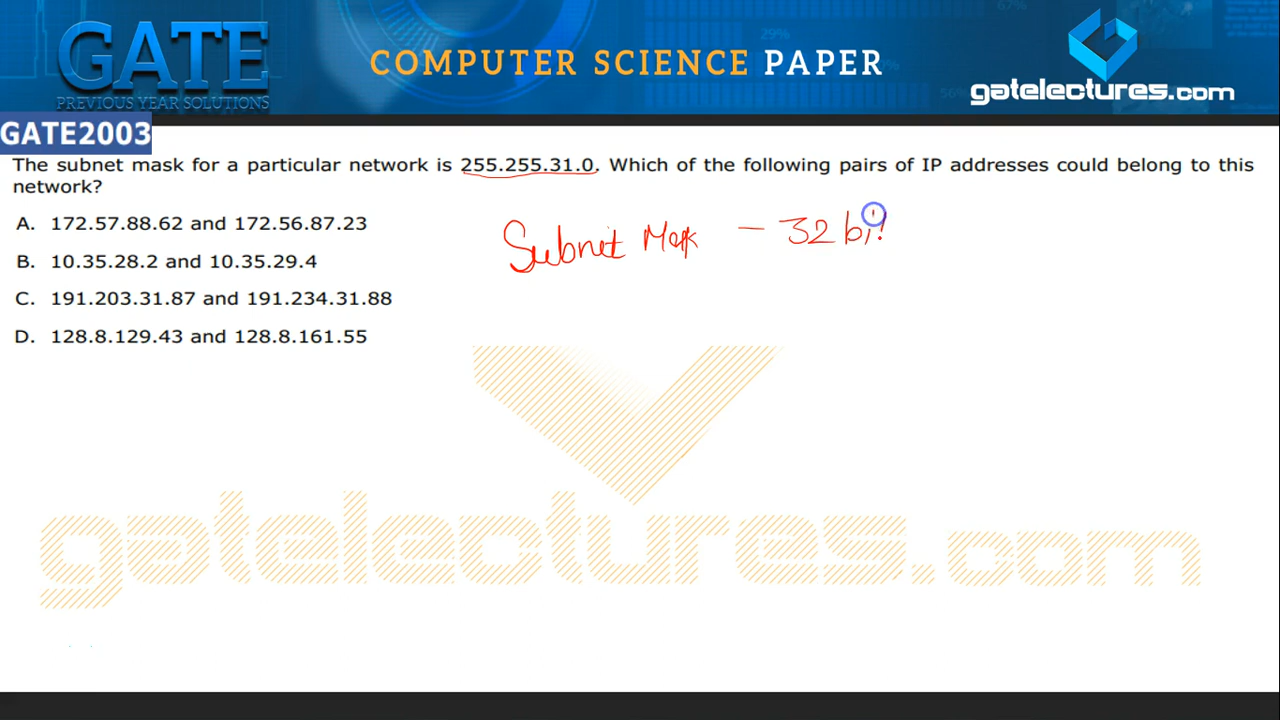 GATE
PREVIOUS YEAR SOLUTIONS
COMPUTER SCIENCE PAPER
gatelectures.com
GATE2003
The subnet mask for a particular network is 255.255.31.0. Which of the following pairs of IP addresses could belong to this
network?
A. 172.57.88.62 and 172.56.87.23
B. 10.35.28.2 and 10.35.29.4
C. 191.203.31.87 and 191.234.31.88
D. 128.8.129.43 and 128.8.161.55
Subnet Mask - 32 bit
gatelectures.com